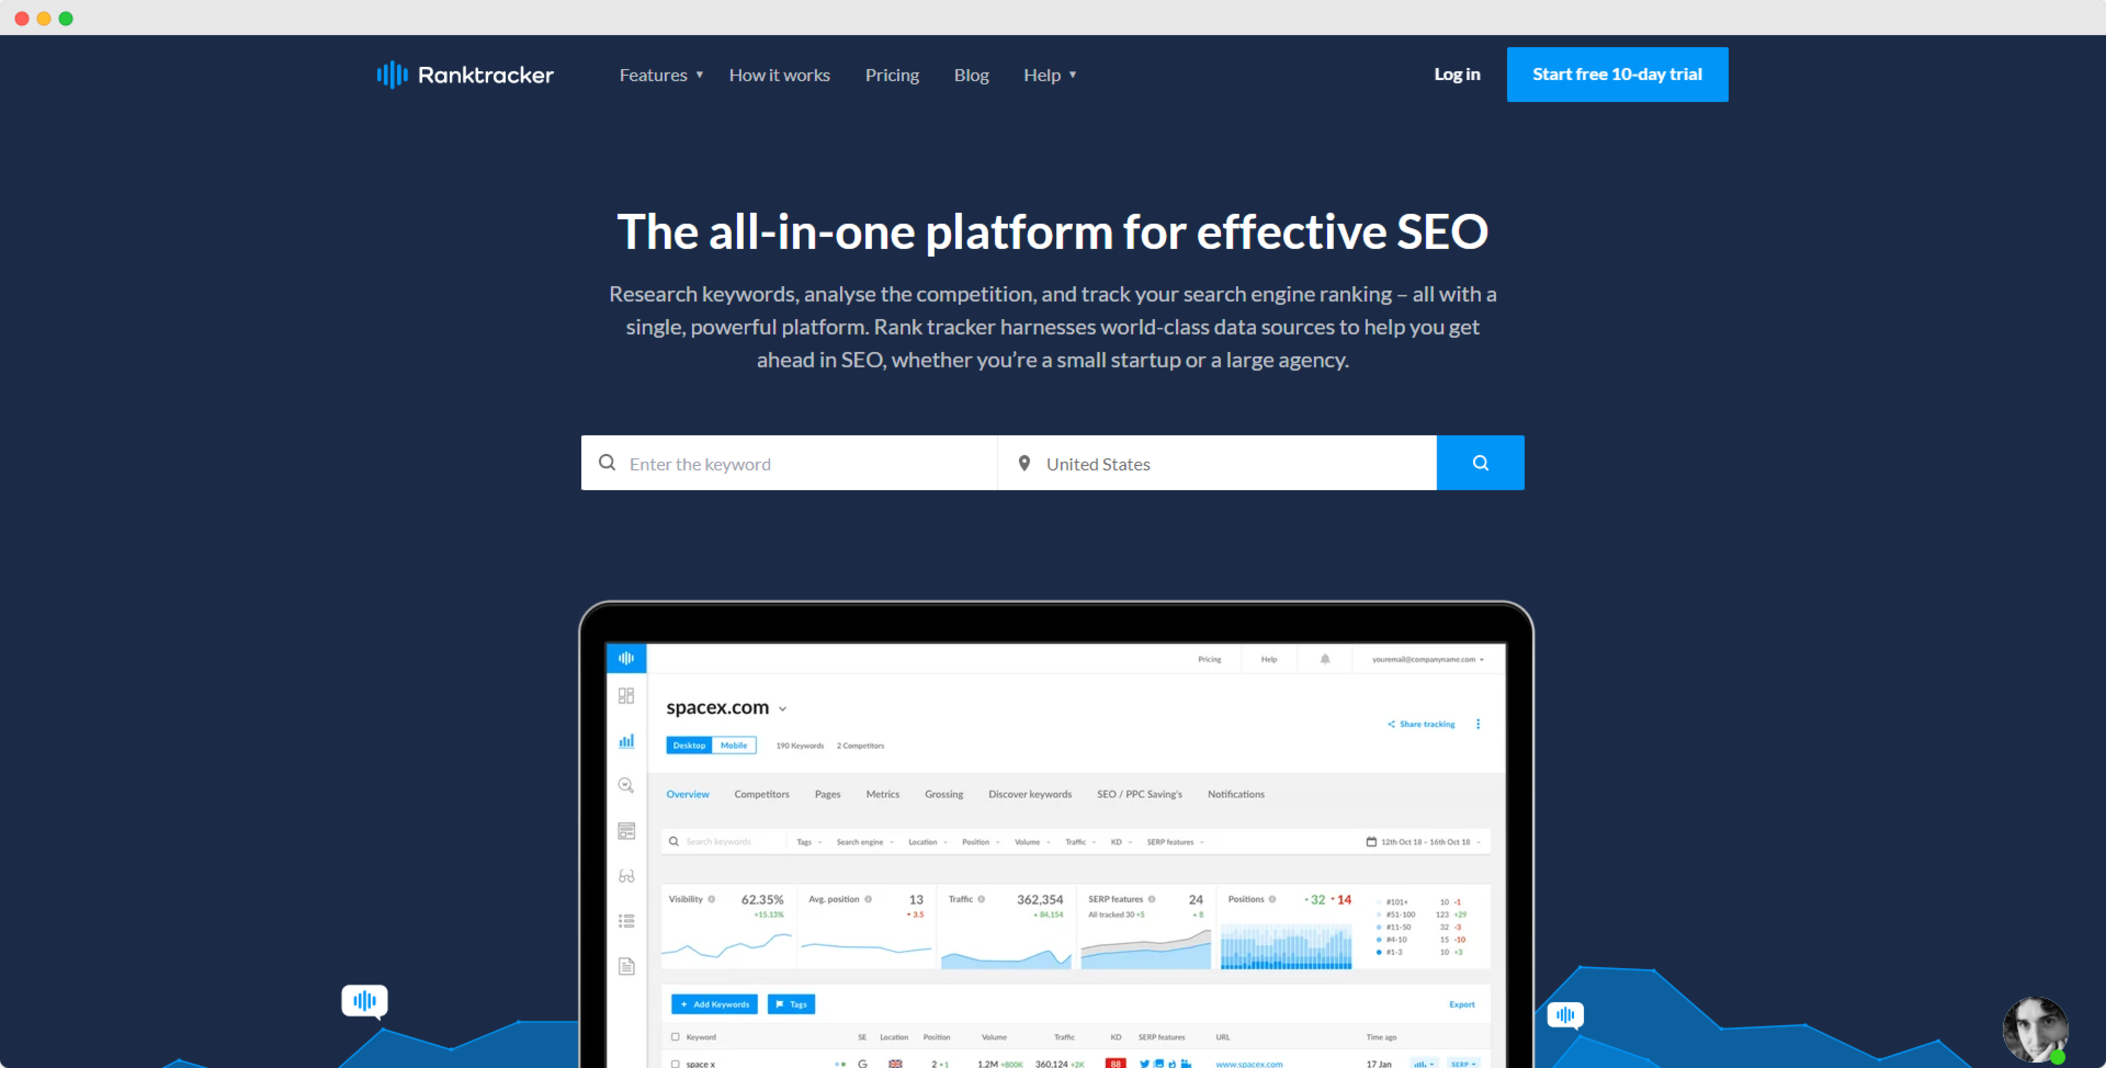 Ranktracker
Features ▼ How it works Pricing Blog Help ▼
Log in
Start free 10-day trial
The all-in-one platform for effective SEO
Research keywords, analyse the competition, and track your search engine ranking – all with a
single, powerful platform. Rank tracker harnesses world-class data sources to help you get
ahead in SEO, whether you're a small startup or a large agency.
Enter the keyword
United States
Pricing Help youremail@companyname.com
spacex.com
Share tracking
Desktop Mobile 190 Keywords 2 Competitors
Overview Competitors Pages Metrics Grossing Discover keywords SEO / PPC Saving's Notifications
Search keywords Tags Search engine Location Position Volume Traffic KD SERP features 12th Oct 18 - 16th Oct 18
Visibility 62.35%
+15.13%
Avg. position 13
3.5
Traffic 362,354
84,154
SERP features 24
All tracked 30 +5 8
Positions 32 14
#101+ 10 -1
#51-100 123 +29
#11-50 32 -3
#4-10 15 -10
#1-3 10 +3
+ Add Keywords Tags Export
Keyword SE Location Position Volume Traffic KD SERP features URL Time ago
space x G 2 +1 1.2M +800K 360.124 +2K 88 www.spacex.com 17 Jan SERP